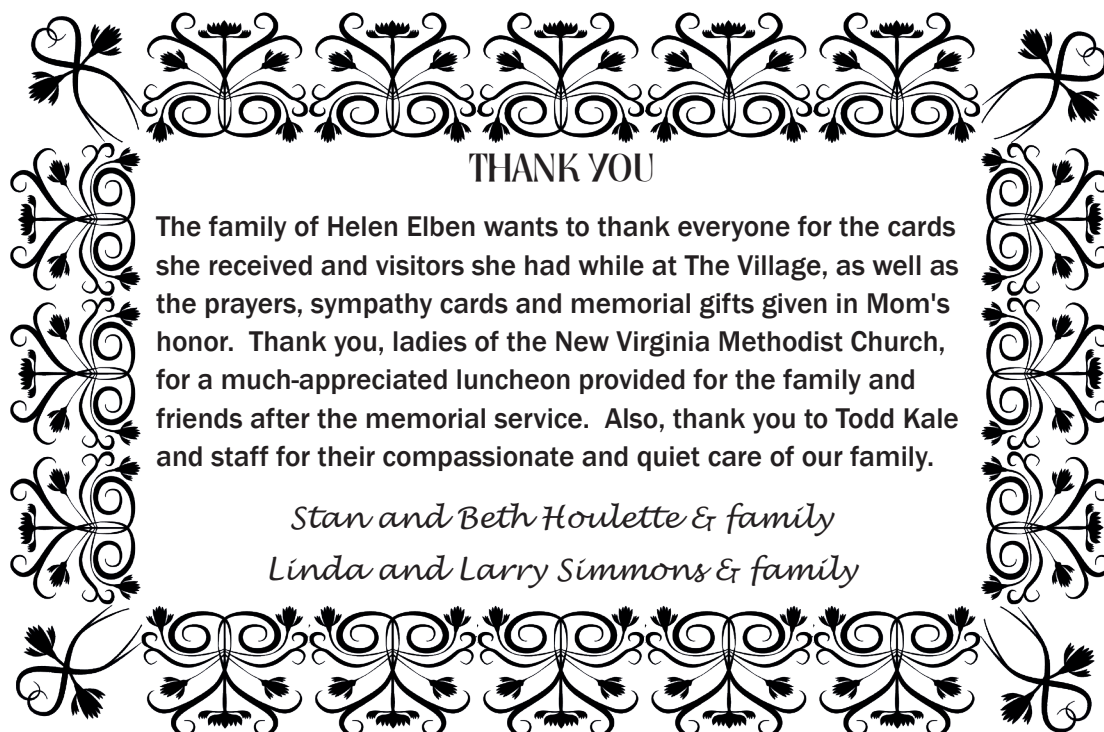 THANK YOU
The family of Helen Elben wants to thank everyone for the cards
she received and visitors she had while at The Village, as well as
the prayers, sympathy cards and memorial gifts given in Mom's
honor.  Thank you, ladies of the New Virginia Methodist Church,
for a much-appreciated luncheon provided for the family and
friends after the memorial service.  Also, thank you to Todd Kale
and staff for their compassionate and quiet care of our family.
Stan and Beth Houlette & family
Linda and Larry Simmons & family